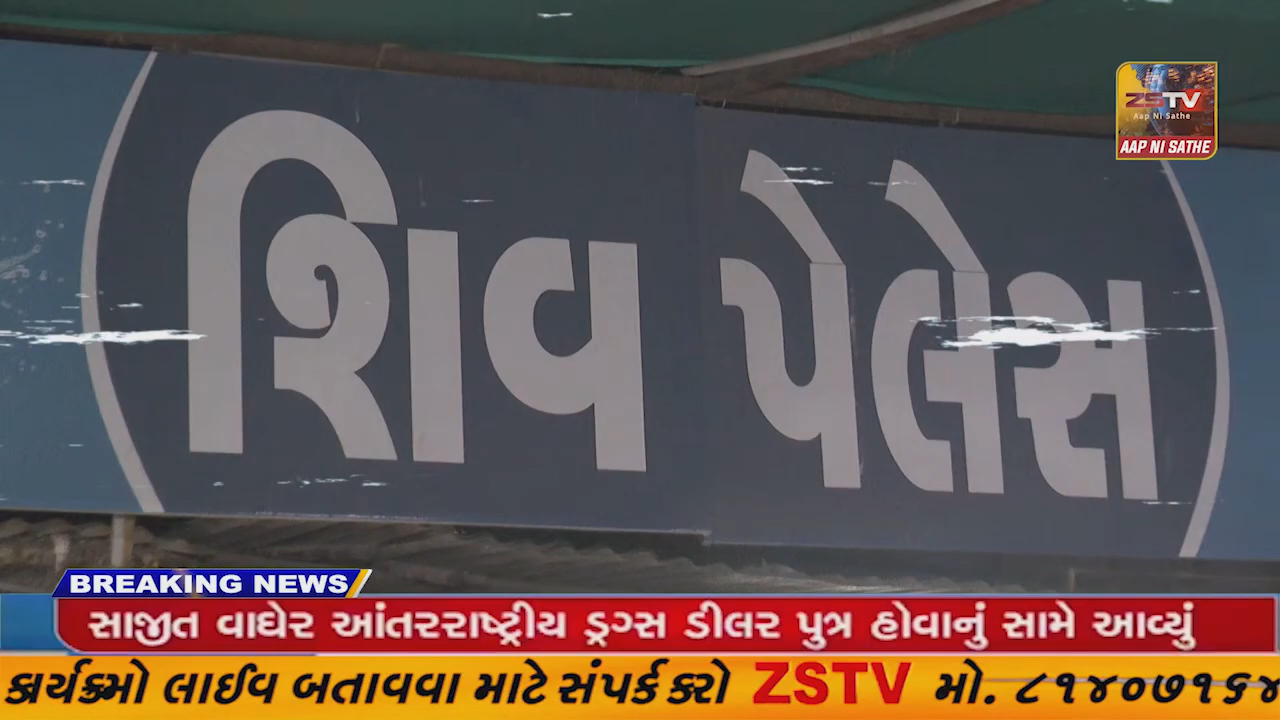 શિવ પેલેસ
ZSTV
Aap Ni Sathe
AAP NI SATHE
BREAKING NEWS
સાજીત વાઘેર આંતરરાષ્ટ્રીય ડ્રગ્સ ડીલર પુત્ર હોવાનું સામે આવ્યું
કાર્યક્રમો લાઈવ બતાવવા માટે સંપર્ક કરો ZSTV મો. ૮૧૪૦૭૧૬૪